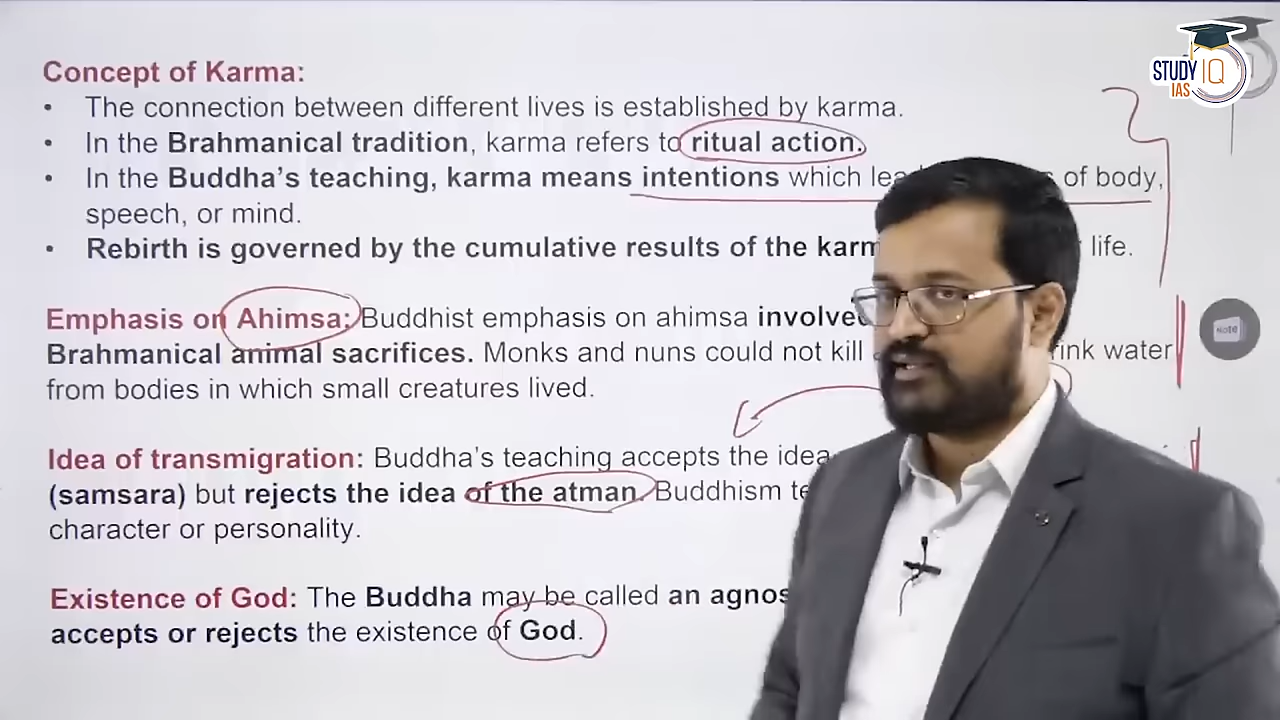 STUDY IQ
IAS
Concept of Karma:
• The connection between different lives is established by karma.
• In the Brahmanical tradition, karma refers to ritual action.
• In the Buddha's teaching, karma means intentions which of body,
speech, or mind.
• Rebirth is governed by the cumulative results of the life.
Emphasis on Ahimsa: Buddhist emphasis on ahimsa
Brahmanical animal sacrifices. Monks and nuns could not kill water
from bodies in which small creatures lived.
Note
Idea of transmigration: Buddha's teaching accepts the idea
(samsara) but rejects the idea of the atman. Buddhism
character or personality.
Existence of God: The Buddha may be called an
accepts or rejects the existence of God.